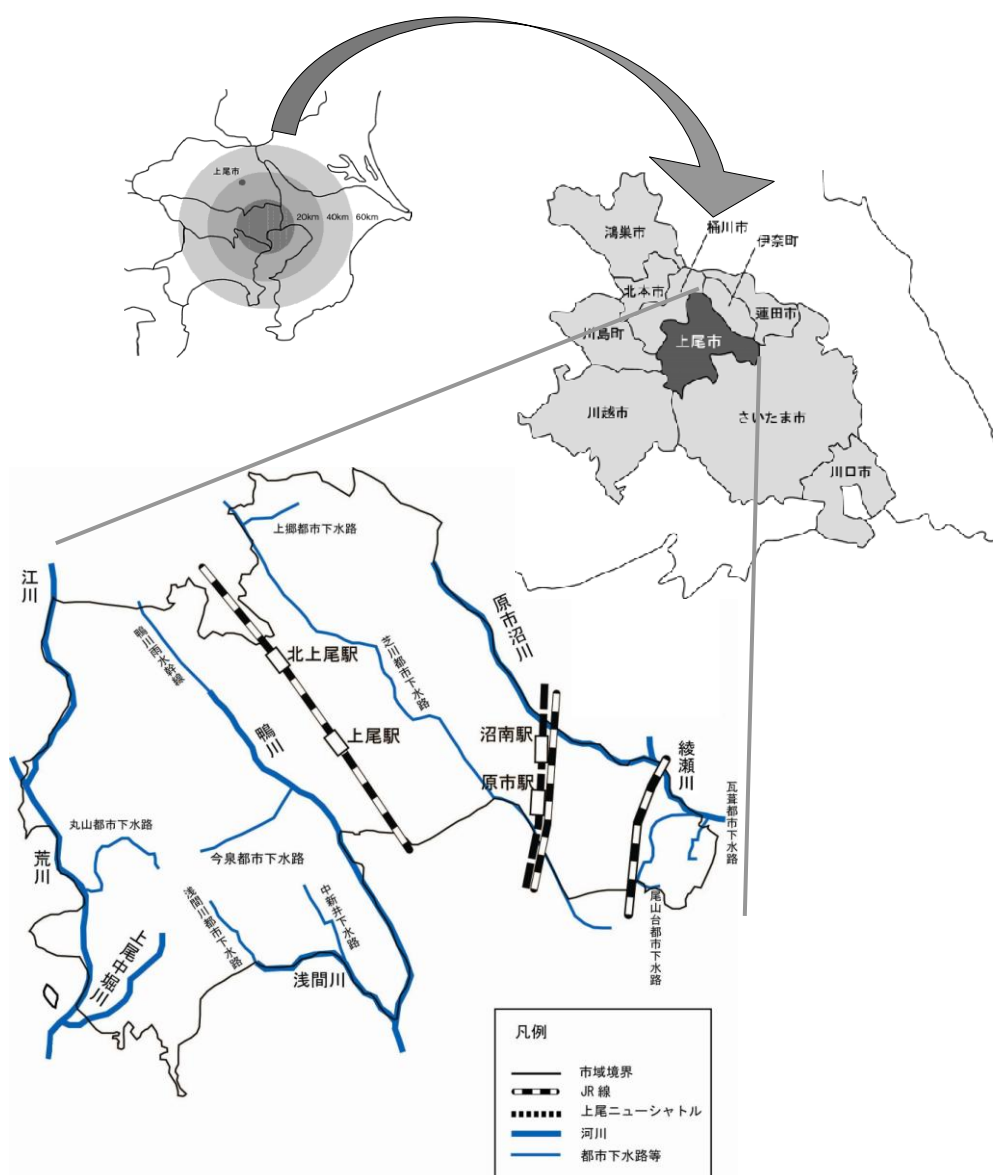 上尾市
20km 40km 60km
鴻巣市
桶川市
伊奈町
北本市
蓮田市
川島町
上尾市
川越市
さいたま市
川口市
上郷都市下水路
江川
原市沼川
鴨川雨水幹線
北上尾駅
芝川都市下水路
鴨川
上尾駅
沼南駅
綾瀬川
原市駅
瓦葺都市下水路
丸山都市下水路
荒川
今泉都市下水路
浅間川都市下水路
中新井下水路
尾山台都市下水路
上尾中堀川
浅間川
凡例
市域境界
JR線
上尾ニューシャトル
河川
都市下水路等